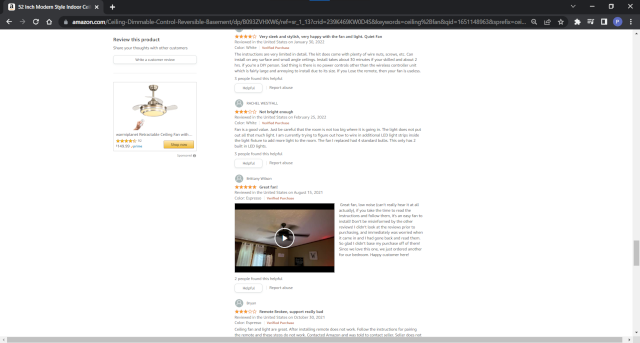 52 Inch Modern Style Indoor Cei
amazon.com/Ceiling-Dimmable-Control-Reversible-Basement/dp/B093ZVHXW6/ref=sr_1_13?crid=239K469KW0D4S&keywords=ceiling%2Bfan&qid=1651148963&sprefix=cei...
Review this product
Share your thoughts with other customers
Write a customer review
Retractable Ceiling Fan with...
Shop now
Sponsored
Very sleek and stylish, very happy with the fan and light. Quiet Fan
Reviewed in the United States on January 30, 2022
Color: White Verified Purchase
The instructions are very limited in detail. The kit does come with plenty of wire nuts, screws, etc. Can
install on any surface and small angle ceilings. Install takes about 30 minutes if your skilled and about 2
hrs. if you're a DIY person. Sad thing is there is no power controls other than the wireless controller unit
which is fairly large and annoying to install due to its size. If you lose the remote, then your fan is useless.
3 people found this helpful
Helpful Report abuse
RACHEL WESTFALL
Not bright enough
Reviewed in the United States on February 25, 2022
Color: White Verified Purchase
Fan is a great value. Just be careful that the room is not too big where it is going in. The light does not put
out all that much light. I am currently trying to figure out how to wire in additional LED light strips inside
the light fixture to add more light to the room. The fan I replaced had 4 standard bulbs. This only has 2
built in LED lights.
5 people found this helpful
Helpful Report abuse
Brittany Wilson
Great fan!
Reviewed in the United States on August 15, 2021
Color: Espresso Verified Purchase
Great fan, low noise (can't really hear it at all
actually). If you take the time to read the
instructions and follow them, it's an easy fan to
install! Don't be misinformed by the other
reviews! I didn't look at the reviews prior to
purchasing, and immediately was worried when
it came in and I had gone back and read them.
So glad I didn't base my purchase off of them!
Since we love this one, we just ordered another
for our bedroom. Happy customer here!
2 people found this helpful
Helpful Report abuse
Remote Broken, support really bad
Reviewed in the United States on October 30, 2021
Color: Espresso Verified Purchase
Ceiling fan and light are great. After installing remote does not work. Follow the instructions for pairing
the remote and those steps do not work. Contacted Amazon and was told to contact seller. Seller does not